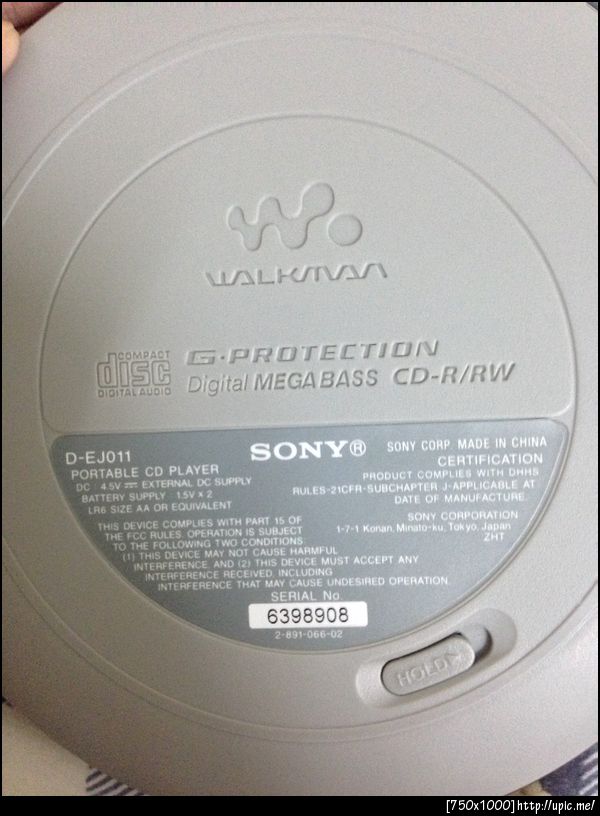 WALKMAN
COMPACT
disc
DIGITAL AUDIO
G-PROTECTION
Digital MEGABASS CD-R/RW
D-EJ011
PORTABLE CD PLAYER
DC 4.5V ⎓ EXTERNAL DC SUPPLY
BATTERY SUPPLY 1.5V × 2
LR6 SIZE AA OR EQUIVALENT
SONY®
SONY CORP. MADE IN CHINA
CERTIFICATION
PRODUCT COMPLIES WITH DHHS
RULES-21CFR-SUBCHAPTER J-APPLICABLE AT
DATE OF MANUFACTURE.
SONY CORPORATION
1-7-1 Konan, Minato-ku, Tokyo, Japan
ZHT
THIS DEVICE COMPLIES WITH PART 15 OF
THE FCC RULES. OPERATION IS SUBJECT
TO THE FOLLOWING TWO CONDITIONS:
(1) THIS DEVICE MAY NOT CAUSE HARMFUL
INTERFERENCE, AND (2) THIS DEVICE MUST ACCEPT ANY
INTERFERENCE RECEIVED, INCLUDING
INTERFERENCE THAT MAY CAUSE UNDESIRED OPERATION.
SERIAL No.
6398908
2-891-066-02
HOLD
[750x1000]http://upic.me/